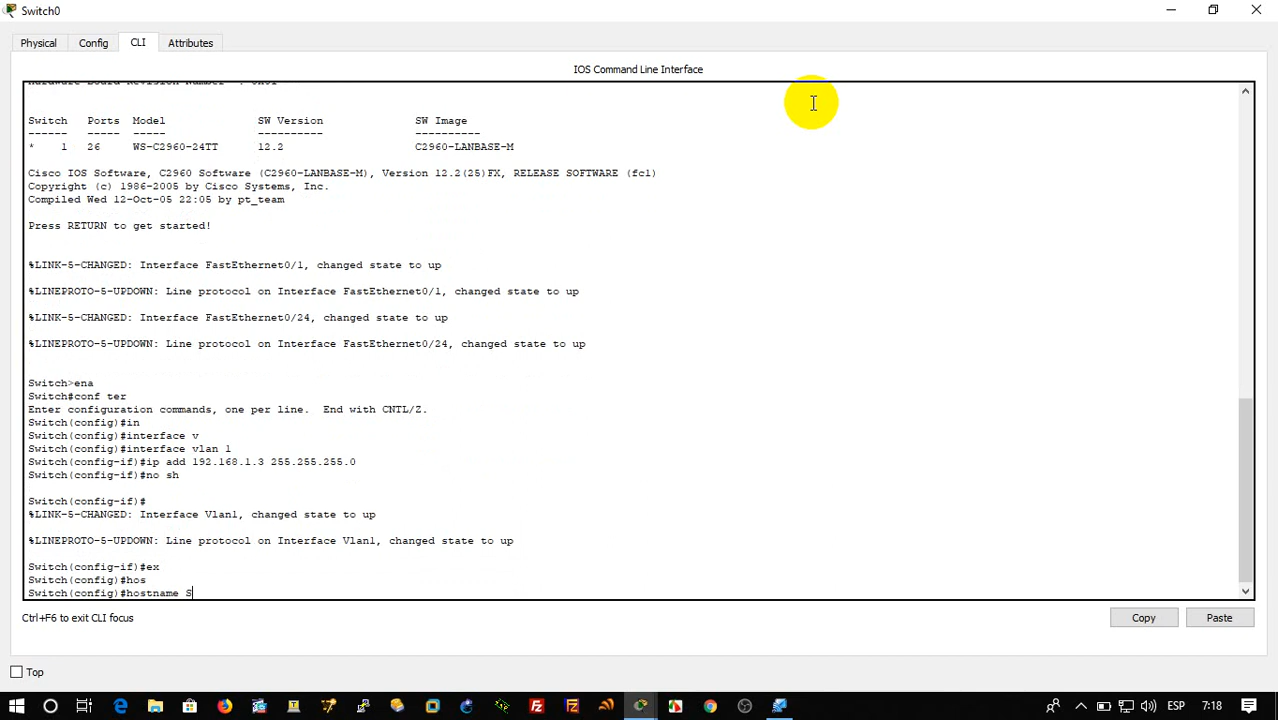 Switch0
Physical Config CLI Attributes
IOS Command Line Interface
Switch Ports Model SW Version SW Image
------ ----- ----- ---------- ----------
* 1 26 WS-C2960-24TT 12.2 C2960-LANBASE-M
Cisco IOS Software, C2960 Software (C2960-LANBASE-M), Version 12.2(25)FX, RELEASE SOFTWARE (fc1)
Copyright (c) 1986-2005 by Cisco Systems, Inc.
Compiled Wed 12-Oct-05 22:05 by pt_team
Press RETURN to get started!
%LINK-5-CHANGED: Interface FastEthernet0/1, changed state to up
%LINEPROTO-5-UPDOWN: Line protocol on Interface FastEthernet0/1, changed state to up
%LINK-5-CHANGED: Interface FastEthernet0/24, changed state to up
%LINEPROTO-5-UPDOWN: Line protocol on Interface FastEthernet0/24, changed state to up
Switch>ena
Switch#conf ter
Enter configuration commands, one per line. End with CNTL/Z.
Switch(config)#in
Switch(config)#interface v
Switch(config)#interface vlan 1
Switch(config-if)#ip add 192.168.1.3 255.255.255.0
Switch(config-if)#no sh
Switch(config-if)#
%LINK-5-CHANGED: Interface Vlan1, changed state to up
%LINEPROTO-5-UPDOWN: Line protocol on Interface Vlan1, changed state to up
Switch(config-if)#ex
Switch(config)#hos
Switch(config)#hostname S
Ctrl+F6 to exit CLI focus
Copy Paste
Top
ESP 7:18